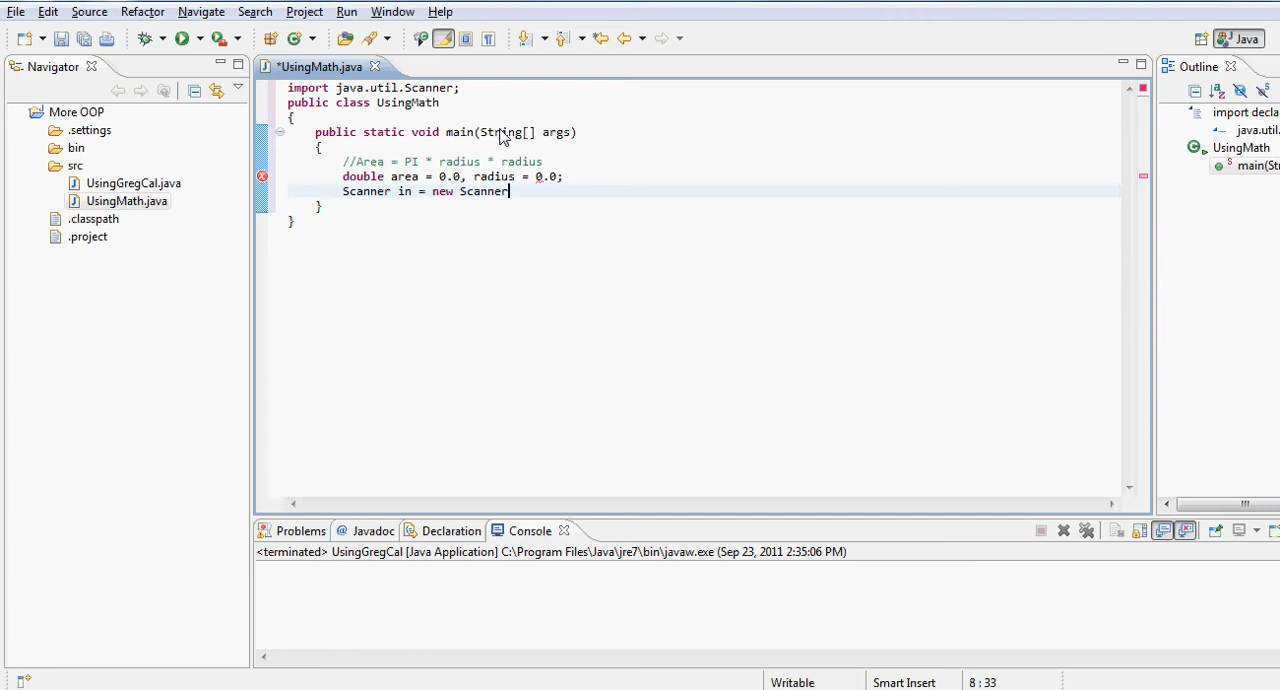 File Edit Source Refactor Navigate Search Project Run Window Help
Java
Navigator
*UsingMath.java
Outline
More OOP
.settings
bin
src
UsingGregCal.java
UsingMath.java
.classpath
.project
import java.util.Scanner;
public class UsingMath
{
public static void main(String[] args)
{
//Area = PI * radius * radius
double area = 0.0, radius = 0.0;
Scanner in = new Scanner
}
}
import decla
java.util.
UsingMath
main(St
Problems @ Javadoc Declaration Console
<terminated> UsingGregCal [Java Application] C:\Program Files\Java\jre7\bin\javaw.exe (Sep 23, 2011 2:35:06 PM)
Writable Smart Insert 8 : 33